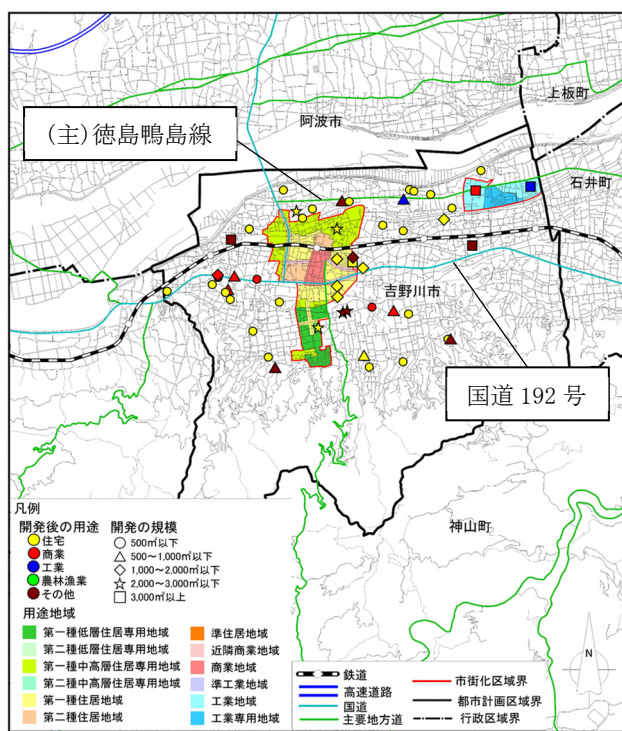 上板町
阿波市
(主)徳島鴨島線
石井町
吉野川市
国道 192 号
神山町
凡例
開発後の用途
住宅
商業
工業
農林漁業
その他
開発の規模
500㎡以下
500～1,000㎡以下
1,000～2,000㎡以下
2,000～3,000㎡以下
3,000㎡以上
用途地域
第一種低層住居専用地域
第二種低層住居専用地域
第一種中高層住居専用地域
第二種中高層住居専用地域
第一種住居地域
第二種住居地域
準住居地域
近隣商業地域
商業地域
準工業地域
工業地域
工業専用地域
鉄道
高速道路
国道
主要地方道
市街化区域界
都市計画区域界
行政区域界
N